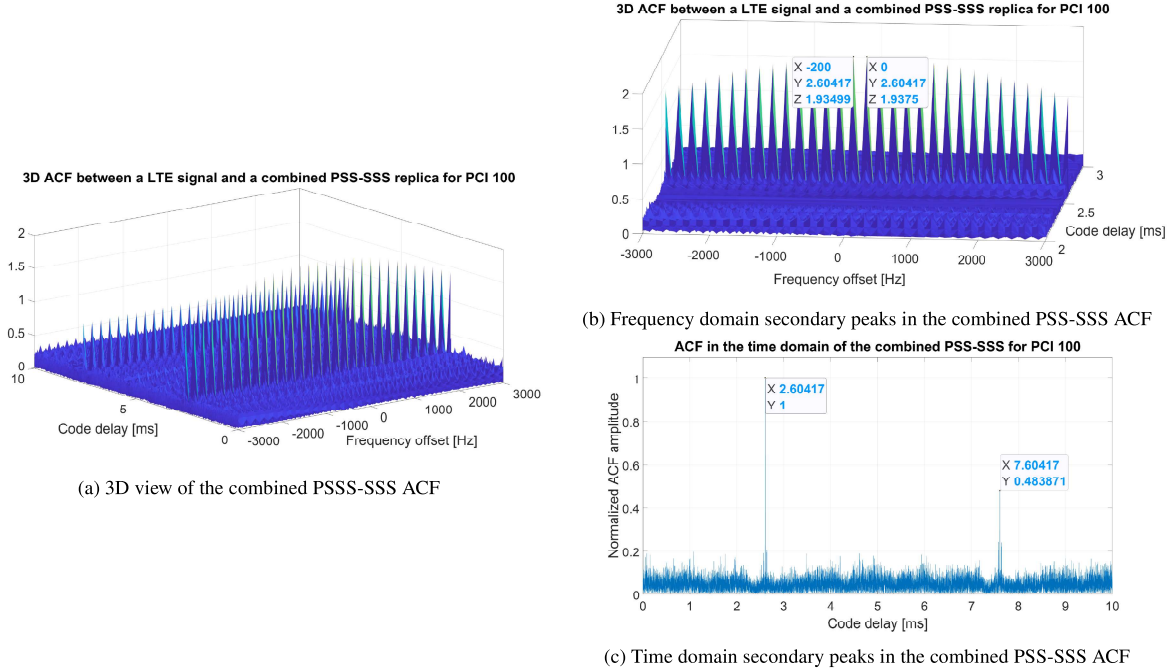 3D ACF between a LTE signal and a combined PSS-SSS replica for PCI 100
2
1.5
1
0.5
0
10
5
0
Code delay [ms]
-3000
-2000
-1000
0
1000
2000
3000
Frequency offset [Hz]
(a) 3D view of the combined PSSS-SSS ACF
3D ACF between a LTE signal and a combined PSS-SSS replica for PCI 100
X -200
Y 2.60417
Z 1.93499
X 0
Y 2.60417
Z 1.9375
2
1.5
1
0.5
0
-3000
-2000
-1000
0
1000
2000
3000
Frequency offset [Hz]
3
2.5
2
Code delay [ms]
(b) Frequency domain secondary peaks in the combined PSS-SSS ACF
ACF in the time domain of the combined PSS-SSS for PCI 100
Normalized ACF amplitude
1
0.8
0.6
0.4
0.2
0
X 2.60417
Y 1
X 7.60417
Y 0.483871
0 1 2 3 4 5 6 7 8 9 10
Code delay [ms]
(c) Time domain secondary peaks in the combined PSS-SSS ACF